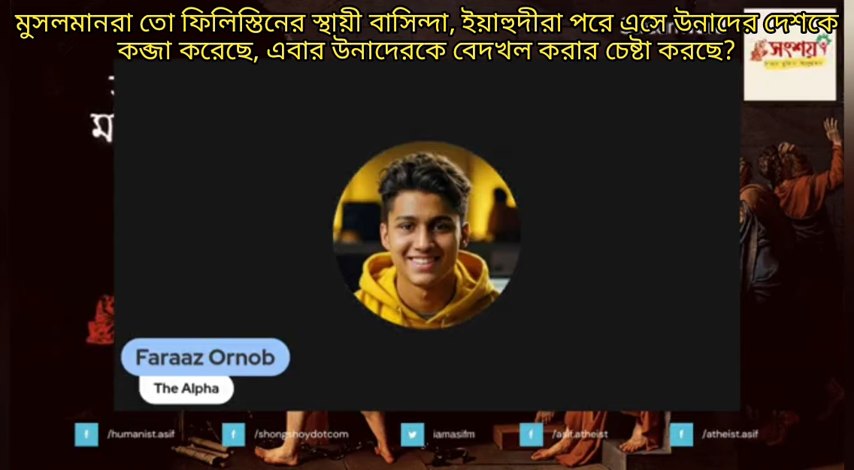 মুসলমানরা তো ফিলিস্তিনের স্থায়ী বাসিন্দা, ইয়াহুদীরা পরে এসে উনাদের দেশকে
কব্জা করেছে, এবার উনাদেরকে বেদখল করার চেষ্টা করছে?
সংশয়
Faraaz Ornob
The Alpha
/humanist.asif
/shongshoydotcom
iamasifm
/asif.atheist
/atheist.asif